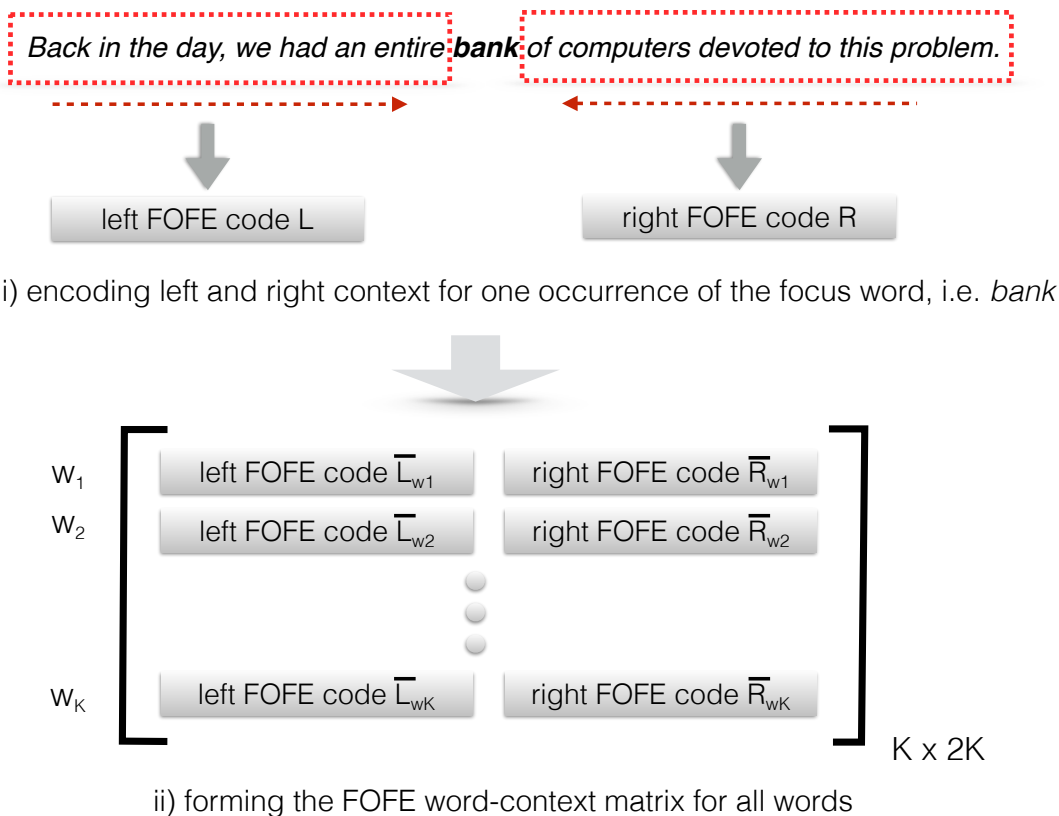 Back in the day, we had an entire bank of computers devoted to this problem.
left FOFE code L
right FOFE code R
i) encoding left and right context for one occurrence of the focus word, i.e. bank
w₁ left FOFE code L̅w1 right FOFE code R̅w1
w₂ left FOFE code L̅w2 right FOFE code R̅w2
wK left FOFE code L̅wK right FOFE code R̅wK
K x 2K
ii) forming the FOFE word-context matrix for all words